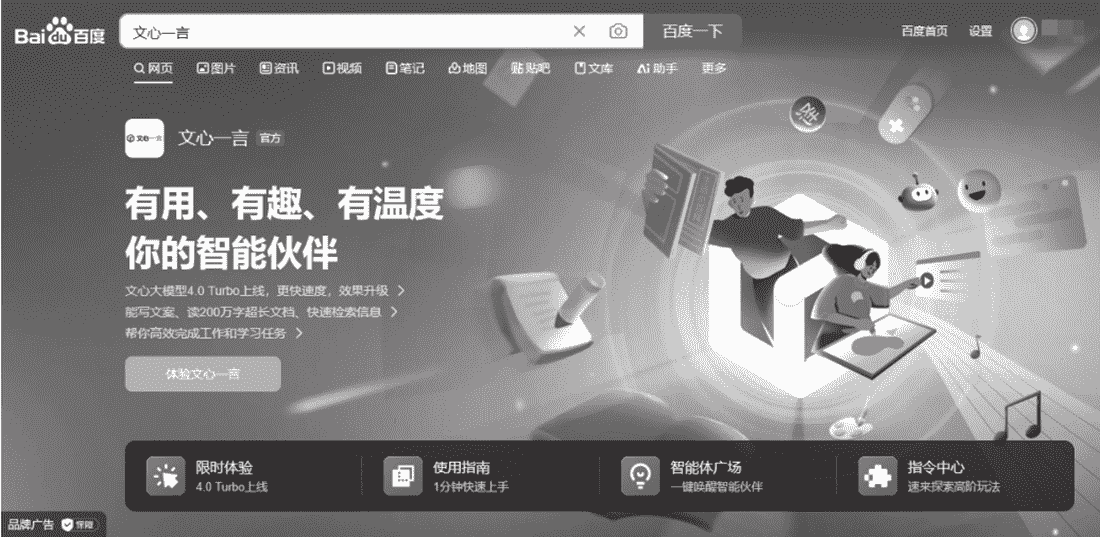 Bai du 百度 文心一言 百度一下 百度首页 设置
网页 图片 资讯 视频 笔记 地图 贴吧 文库 助手 更多
文心一言 文心一言 官方
有用、有趣、有温度
你的智能伙伴
文心大模型4.0 Turbo上线，更快速度，效果升级 >
能写文案、读200万字超长文档、快速检索信息 >
帮你高效完成工作和学习任务 >
体验文心一言
限时体验 使用指南 智能体广场 指令中心
4.0 Turbo上线 1分钟快速上手 一键唤醒智能伙伴 速来探索高阶玩法
品牌广告 保障